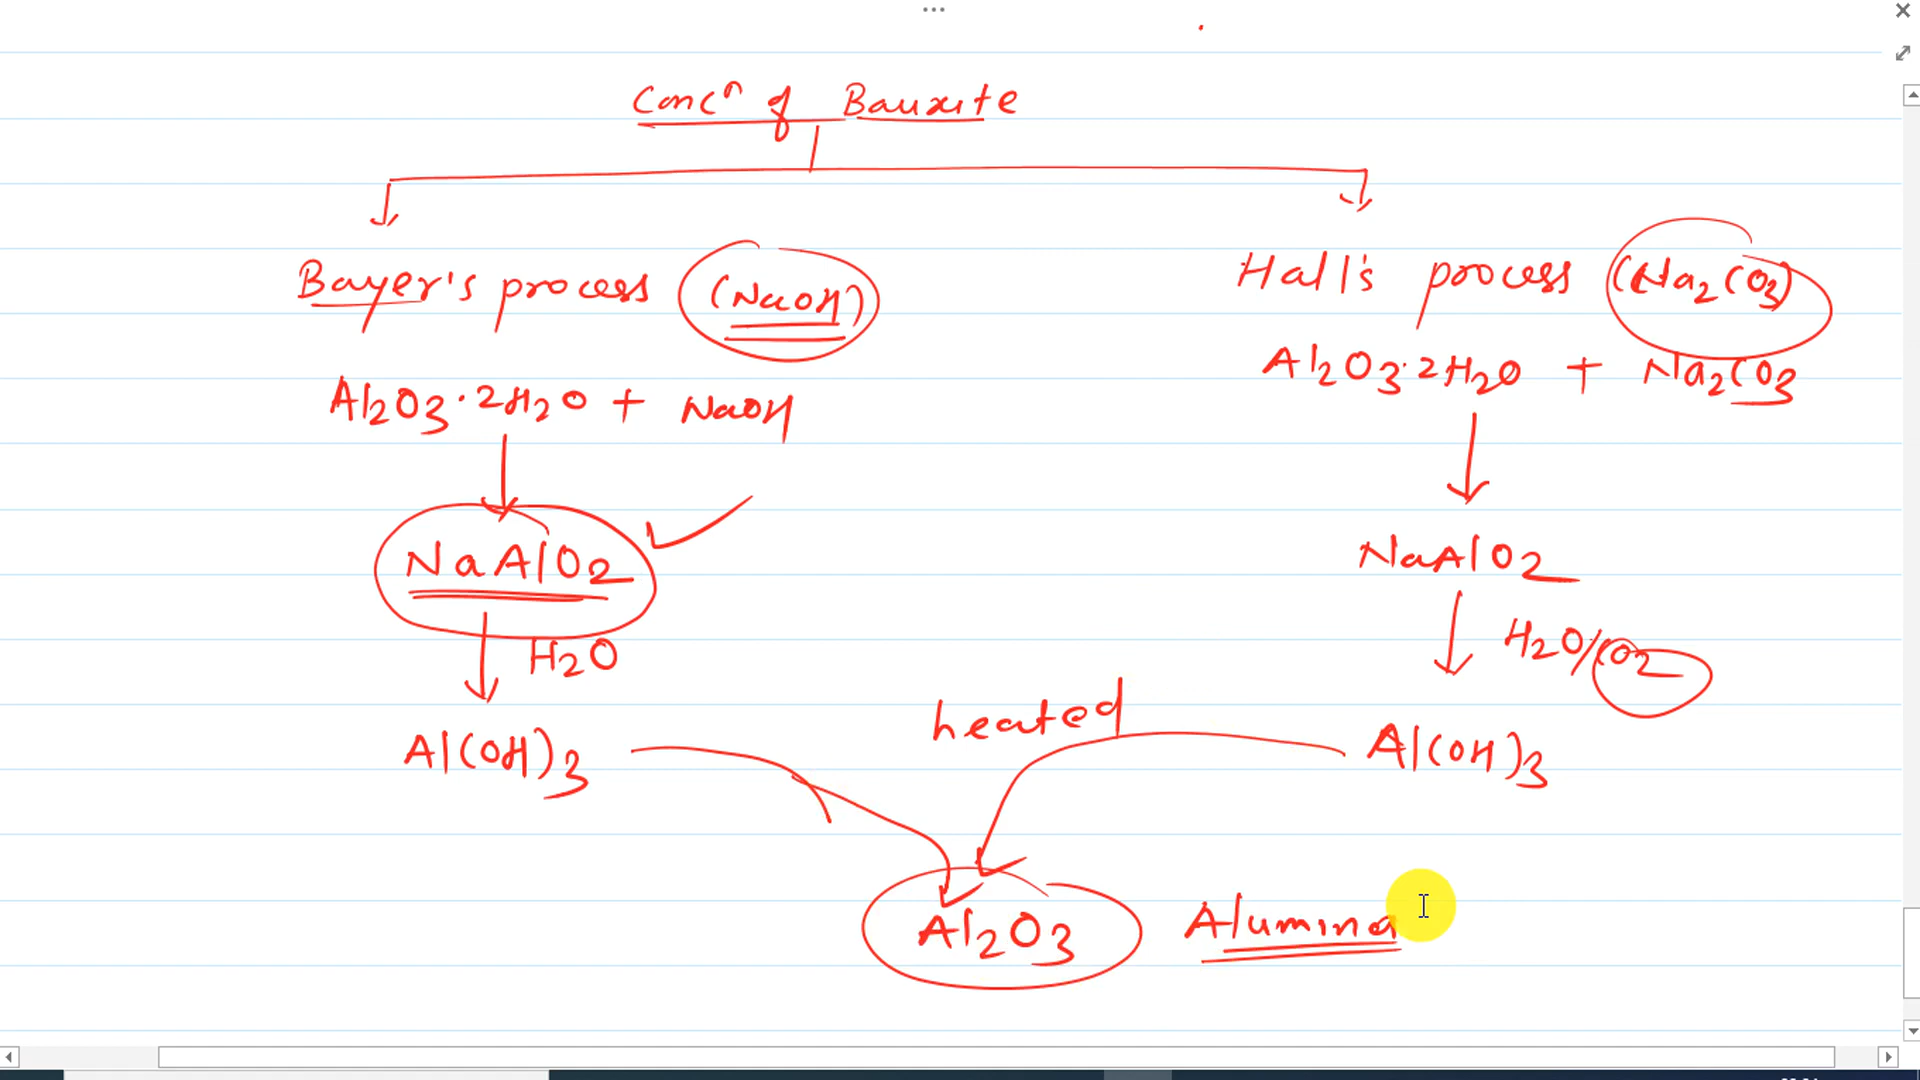 Concⁿ of Bauxite
Bayer's process (NaOH)
Hall's process (Na2CO3)
Al2O3·2H2O + NaOH
Al2O3·2H2O + Na2CO3
NaAlO2
NaAlO2
H2O
H2O/CO2
heated
Al(OH)3
Al(OH)3
Al2O3 Alumina